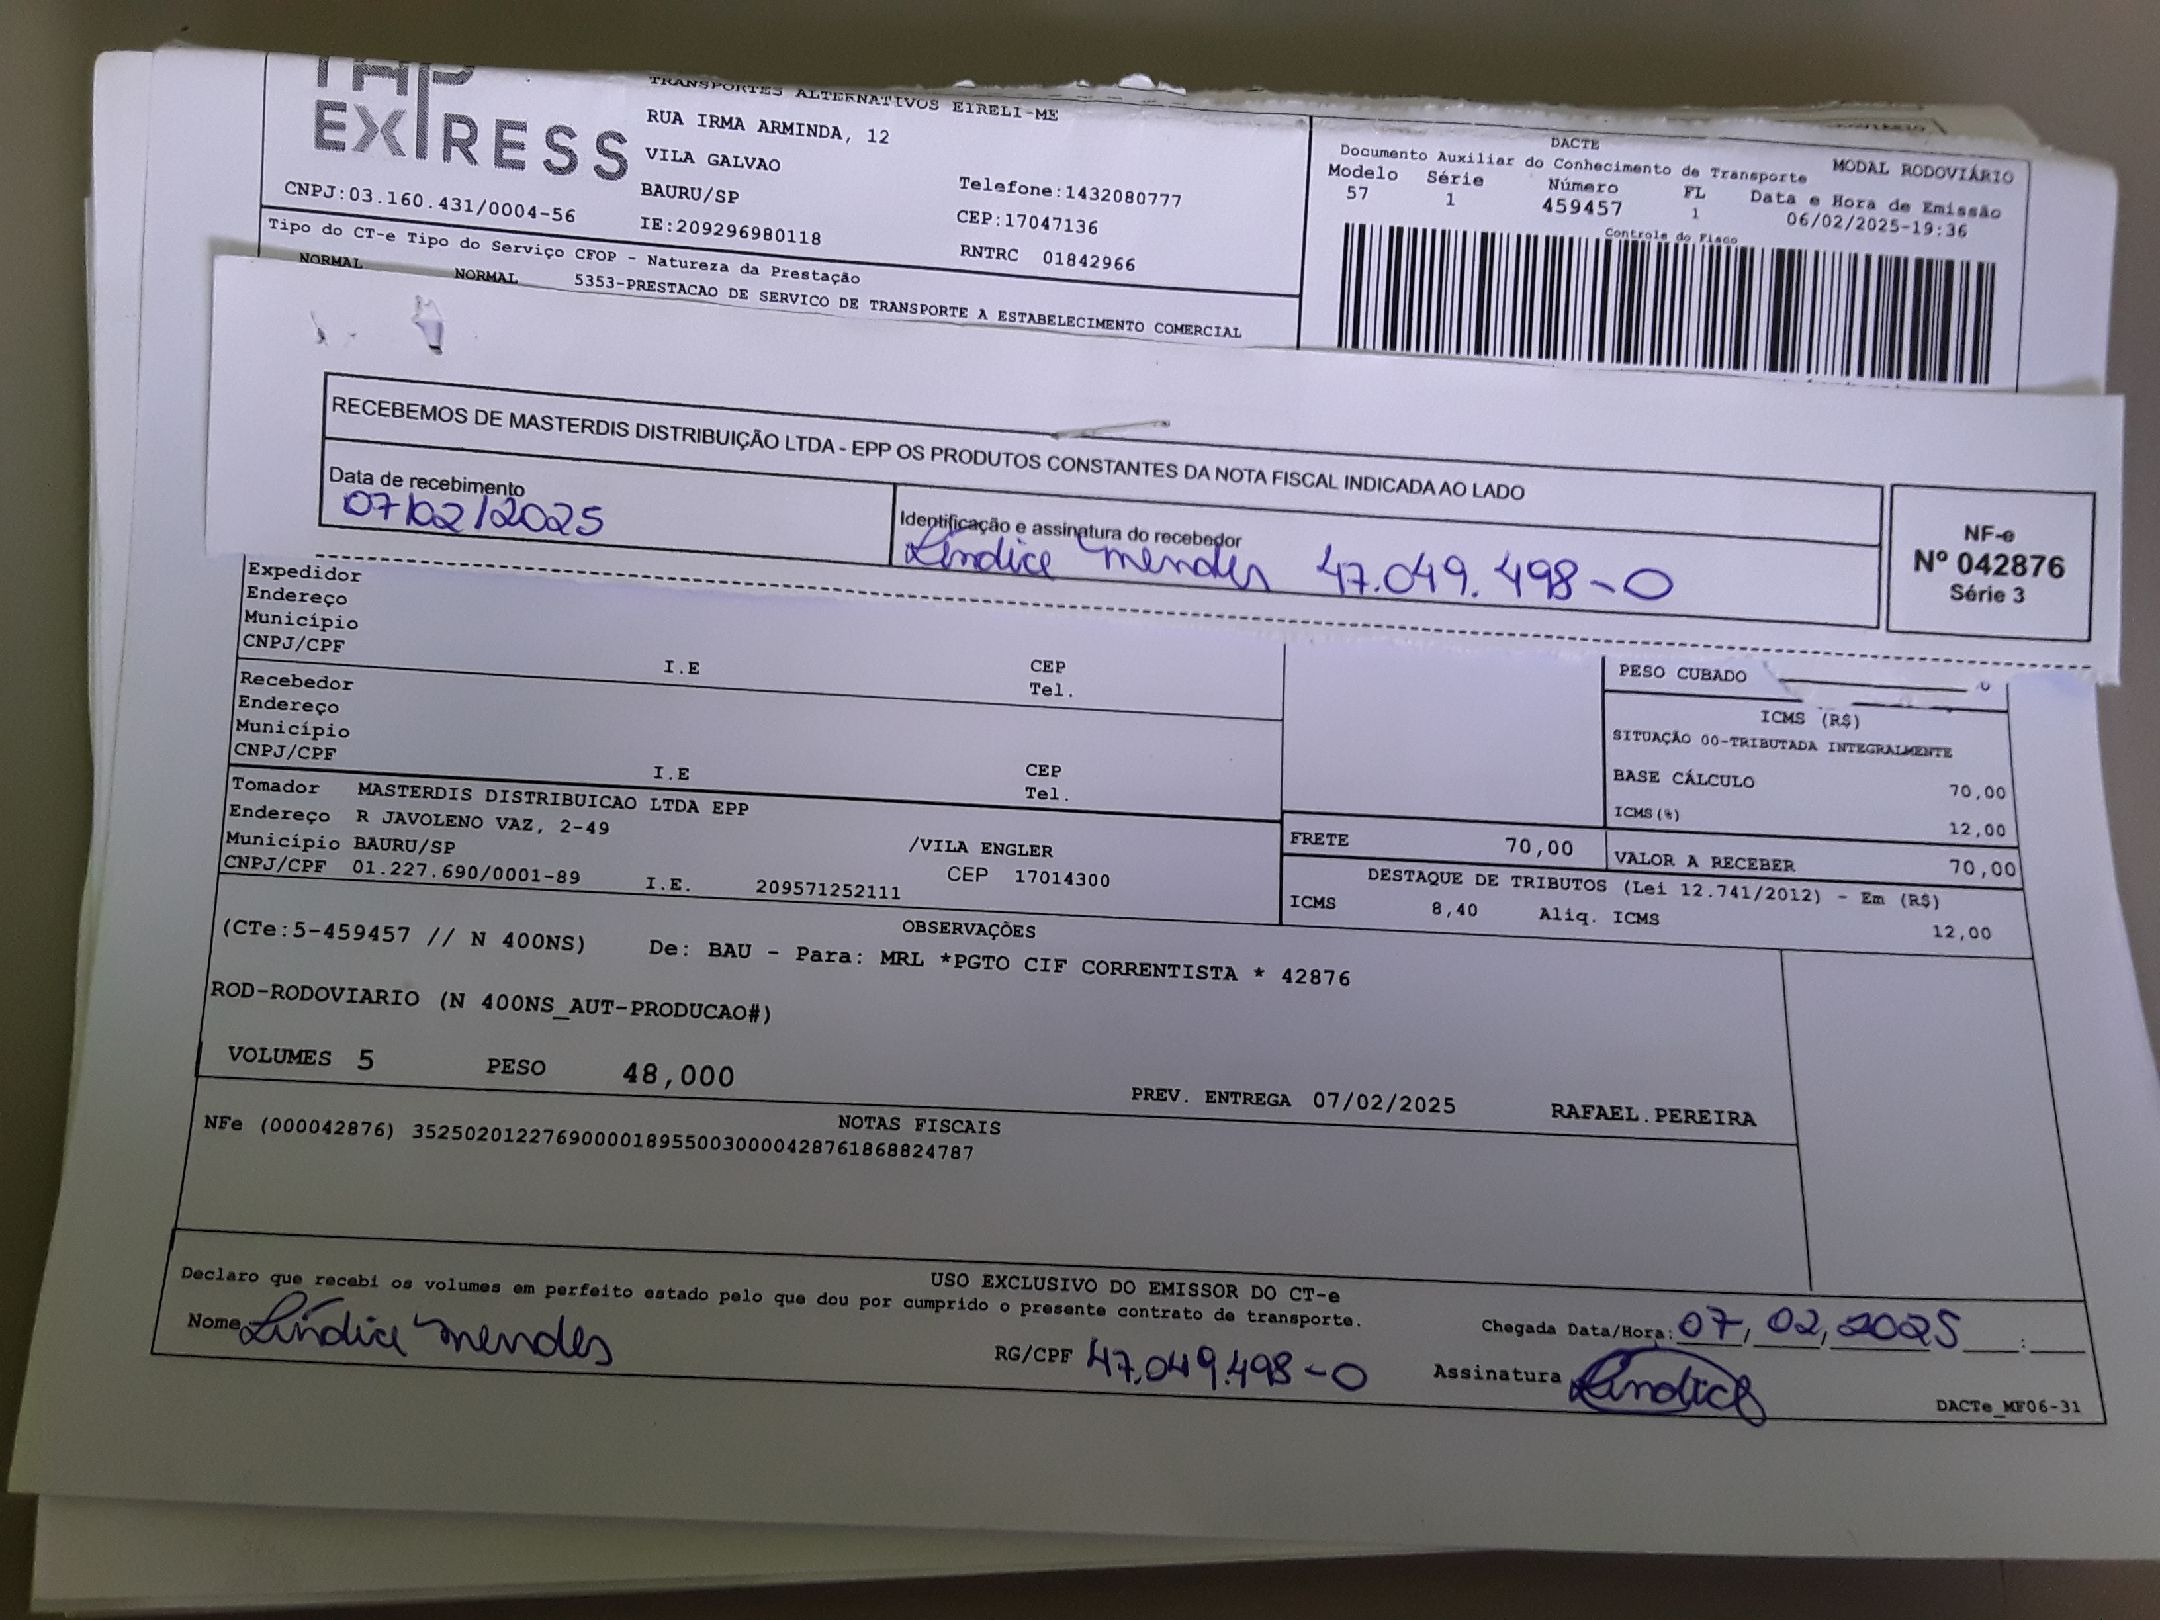 TAP
EXPRESS
TRANSPORTES ALTERNATIVOS EIRELI-ME
RUA IRMA ARMINDA, 12
VILA GALVAO
BAURU/SP
Telefone:1432080777
CNPJ:03.160.431/0004-56
IE:209296980118
CEP:17047136
RNTRC 01842966
DACTE
Documento Auxiliar do Conhecimento de Transporte
MODAL RODOVIÁRIO
Modelo Série Número FL Data e Hora de Emissão
57 1 459457 1 06/02/2025-19:36
Controle do Fisco
Tipo do CT-e Tipo do Serviço CFOP - Natureza da Prestação
NORMAL NORMAL 5353-PRESTACAO DE SERVICO DE TRANSPORTE A ESTABELECIMENTO COMERCIAL
RECEBEMOS DE MASTERDIS DISTRIBUIÇÃO LTDA - EPP OS PRODUTOS CONSTANTES DA NOTA FISCAL INDICADA AO LADO
Data de recebimento
07/02/2025
Identificação e assinatura do recebedor
Lindice Mendes 47.049.498-0
NF-e
Nº 042876
Série 3
Expedidor
Endereço
Município
CNPJ/CPF I.E CEP
Tel.
Recebedor
Endereço
Município
CNPJ/CPF I.E CEP
Tel.
PESO CUBADO
ICMS (R$)
SITUAÇÃO 00-TRIBUTADA INTEGRALMENTE
BASE CÁLCULO 70,00
ICMS(%) 12,00
Tomador MASTERDIS DISTRIBUICAO LTDA EPP
Endereço R JAVOLENO VAZ, 2-49 /VILA ENGLER
Município BAURU/SP CEP 17014300
CNPJ/CPF 01.227.690/0001-89 I.E. 209571252111
FRETE 70,00 VALOR A RECEBER 70,00
DESTAQUE DE TRIBUTOS (Lei 12.741/2012) - Em (R$)
ICMS 8,40 Aliq. ICMS 12,00
OBSERVAÇÕES
(CTe:5-459457 // N 400NS) De: BAU - Para: MRL *PGTO CIF CORRENTISTA * 42876
ROD-RODOVIARIO (N 400NS_AUT-PRODUCAO#)
VOLUMES 5 PESO 48,000
PREV. ENTREGA 07/02/2025 RAFAEL.PEREIRA
NOTAS FISCAIS
NFe (000042876) 35250201227690000189550030000428761868824787
USO EXCLUSIVO DO EMISSOR DO CT-e
Declaro que recebi os volumes em perfeito estado pelo que dou por cumprido o presente contrato de transporte.
Nome Lindice Mendes
RG/CPF 47.049.498-0
Chegada Data/Hora: 07/02/2025 :
Assinatura Lindice
DACTe_MF06-31